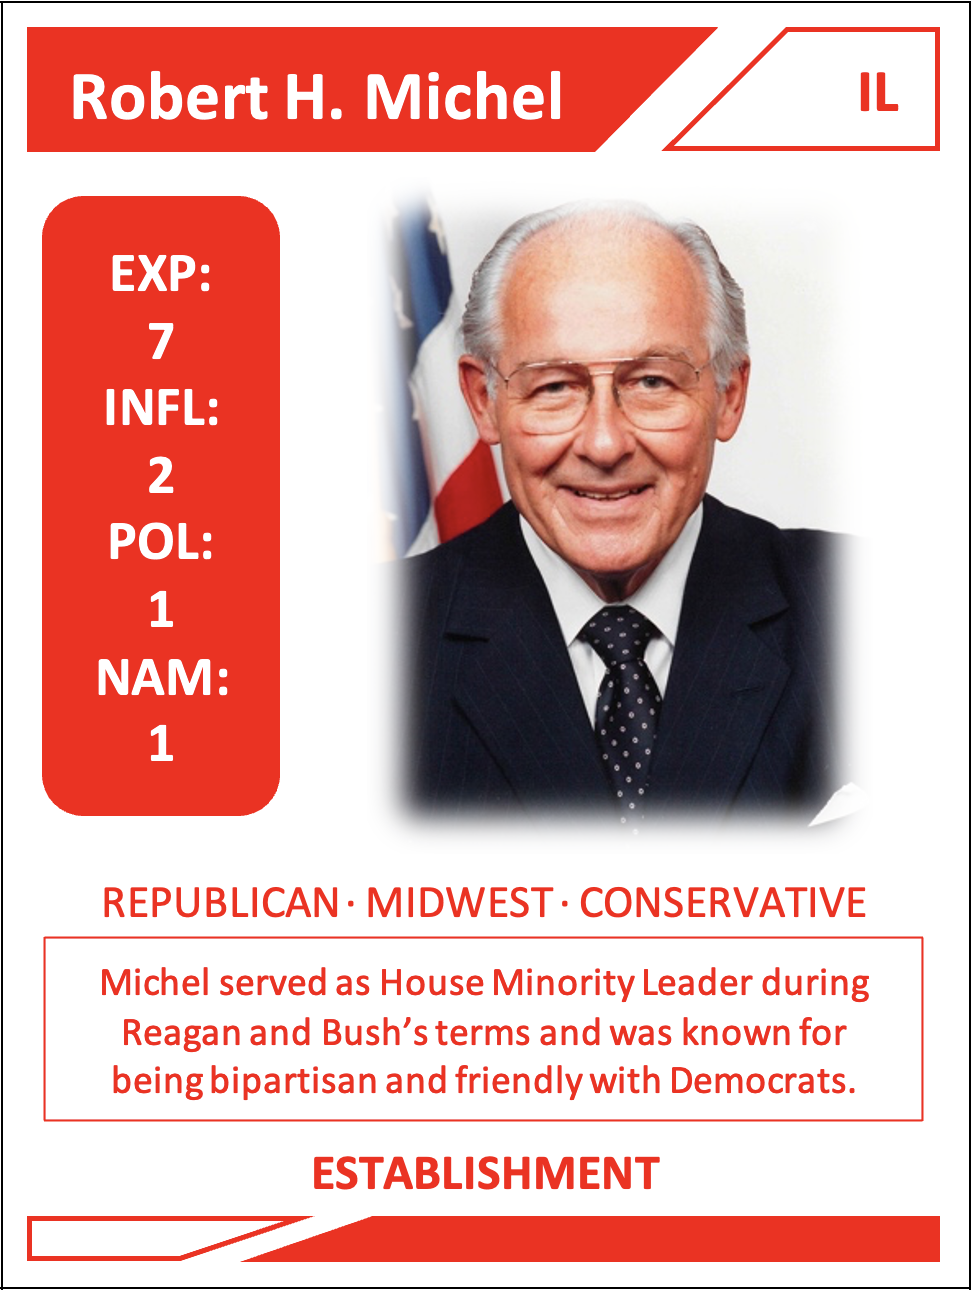 Robert H. Michel
IL
EXP:
7
INFL:
2
POL:
1
NAM:
1
REPUBLICAN · MIDWEST · CONSERVATIVE
Michel served as House Minority Leader during
Reagan and Bush’s terms and was known for
being bipartisan and friendly with Democrats.
ESTABLISHMENT